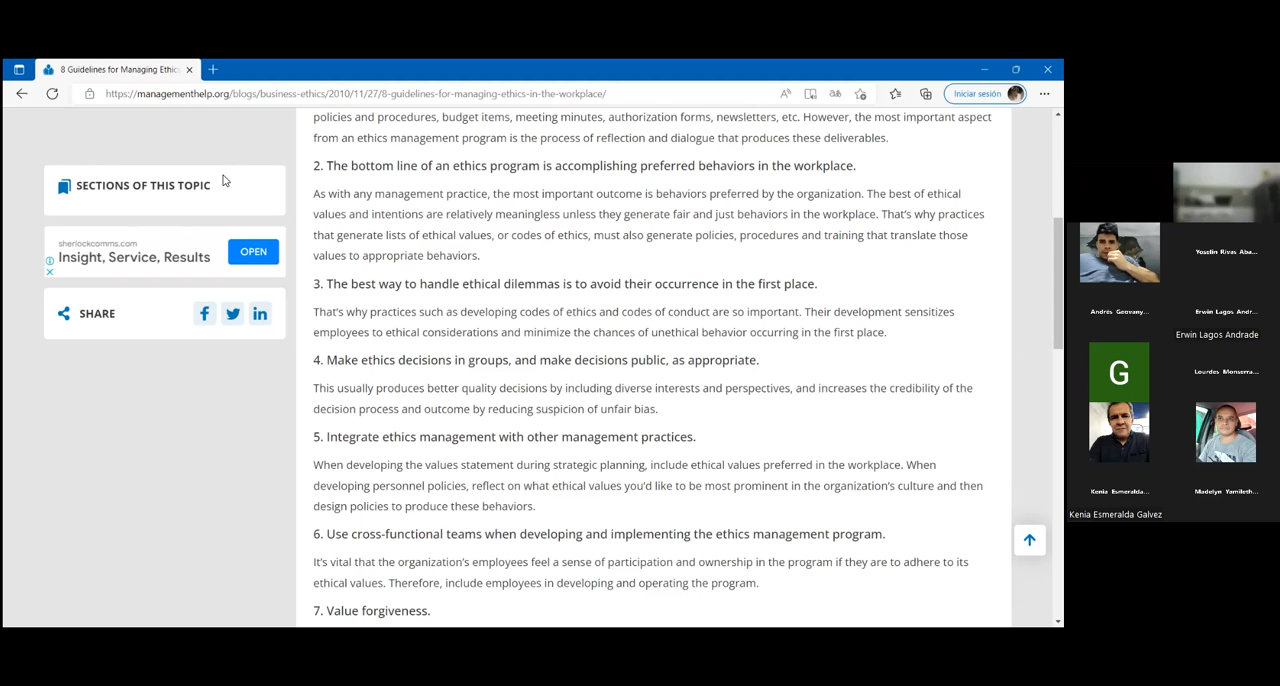 8 Guidelines for Managing Ethic
https://managementhelp.org/blogs/business-ethics/2010/11/27/8-guidelines-for-managing-ethics-in-the-workplace/
Iniciar sesión
policies and procedures, budget items, meeting minutes, authorization forms, newsletters, etc. However, the most important aspect
from an ethics management program is the process of reflection and dialogue that produces these deliverables.
2. The bottom line of an ethics program is accomplishing preferred behaviors in the workplace.
As with any management practice, the most important outcome is behaviors preferred by the organization. The best of ethical
values and intentions are relatively meaningless unless they generate fair and just behaviors in the workplace. That's why practices
that generate lists of ethical values, or codes of ethics, must also generate policies, procedures and training that translate those
values to appropriate behaviors.
3. The best way to handle ethical dilemmas is to avoid their occurrence in the first place.
That's why practices such as developing codes of ethics and codes of conduct are so important. Their development sensitizes
employees to ethical considerations and minimize the chances of unethical behavior occurring in the first place.
4. Make ethics decisions in groups, and make decisions public, as appropriate.
This usually produces better quality decisions by including diverse interests and perspectives, and increases the credibility of the
decision process and outcome by reducing suspicion of unfair bias.
5. Integrate ethics management with other management practices.
When developing the values statement during strategic planning, include ethical values preferred in the workplace. When
developing personnel policies, reflect on what ethical values you'd like to be most prominent in the organization's culture and then
design policies to produce these behaviors.
6. Use cross-functional teams when developing and implementing the ethics management program.
It's vital that the organization's employees feel a sense of participation and ownership in the program if they are to adhere to its
ethical values. Therefore, include employees in developing and operating the program.
7. Value forgiveness.
SECTIONS OF THIS TOPIC
sherlockcomms.com
Insight, Service, Results
OPEN
SHARE
Yoselin Rivas Aba...
Andrés Geovany...
Erwin Lagos Andr...
Erwin Lagos Andrade
G
Lourdes Monserra...
Kenia Esmeralda...
Madelyn Yamileth...
Kenia Esmeralda Galvez